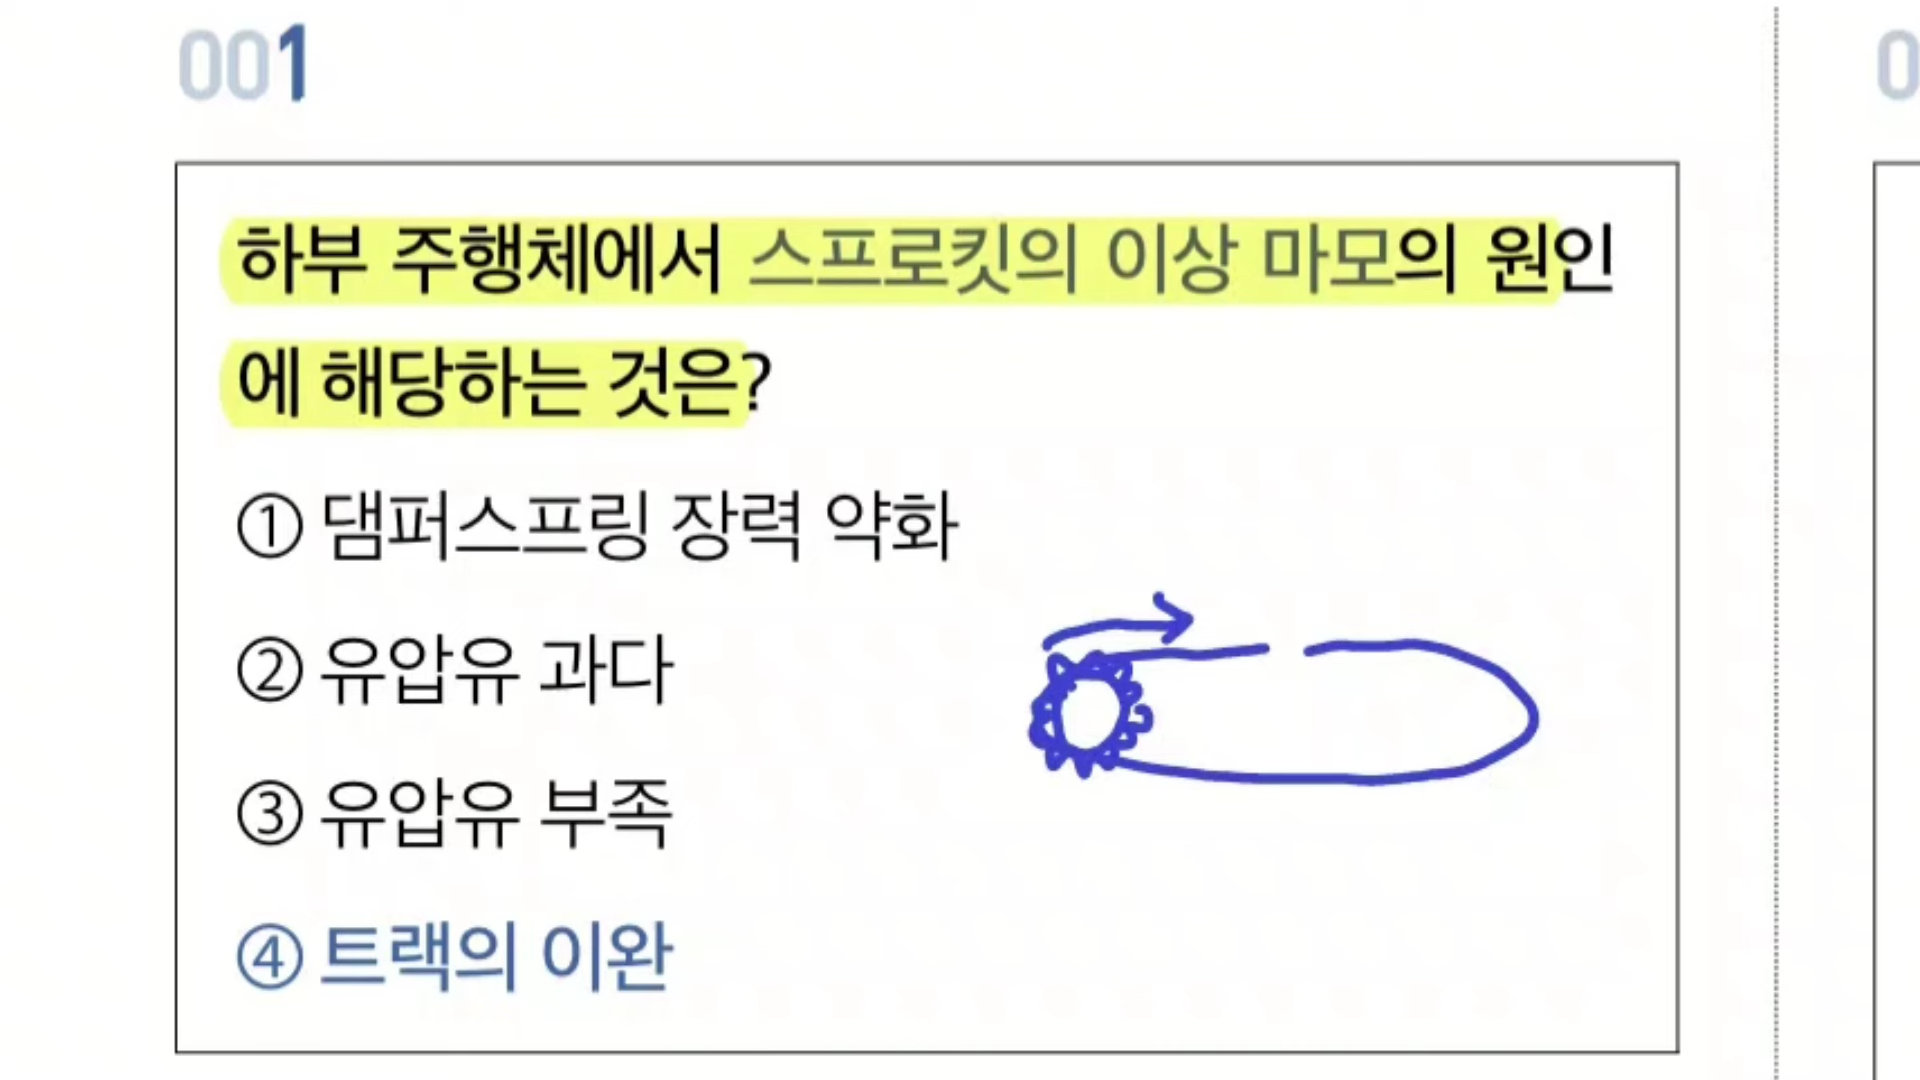 001
하부 주행체에서 스프로킷의 이상 마모의 원인
에 해당하는 것은?
① 댐퍼스프링 장력 약화
② 유압유 과다
③ 유압유 부족
④ 트랙의 이완
0